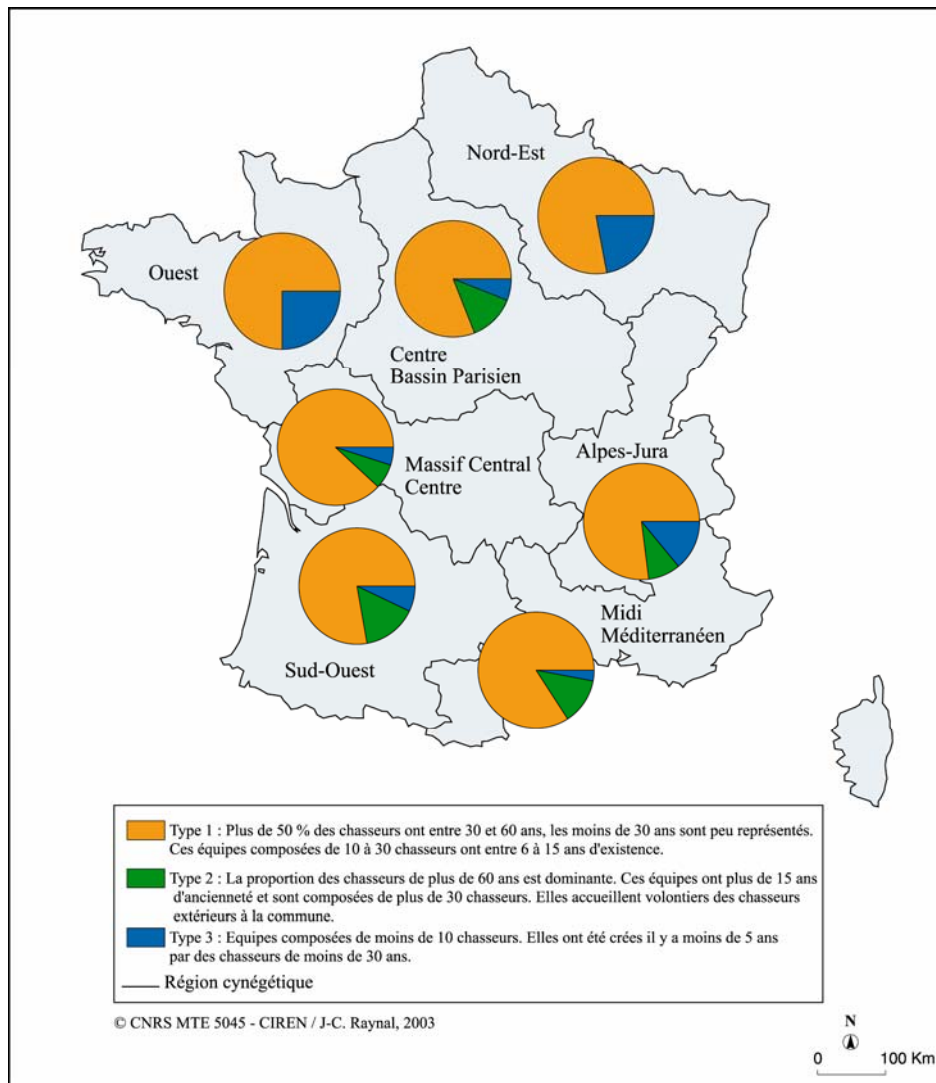 Nord-Est
Ouest
Centre
Bassin Parisien
Alpes-Jura
Massif Central
Centre
Midi
Méditerranéen
Sud-Ouest
Type 1 : Plus de 50 % des chasseurs ont entre 30 et 60 ans, les moins de 30 ans sont peu représentés.
Ces équipes composées de 10 à 30 chasseurs ont entre 6 à 15 ans d'existence.
Type 2 : La proportion des chasseurs de plus de 60 ans est dominante. Ces équipes ont plus de 15 ans
d'ancienneté et sont composées de plus de 30 chasseurs. Elles accueillent volontiers des chasseurs
extérieurs à la commune.
Type 3 : Equipes composées de moins de 10 chasseurs. Elles ont été crées il y a moins de 5 ans
par des chasseurs de moins de 30 ans.
Région cynégétique
© CNRS MTE 5045 - CIREN / J-C. Raynal, 2003
N
0 100 Km